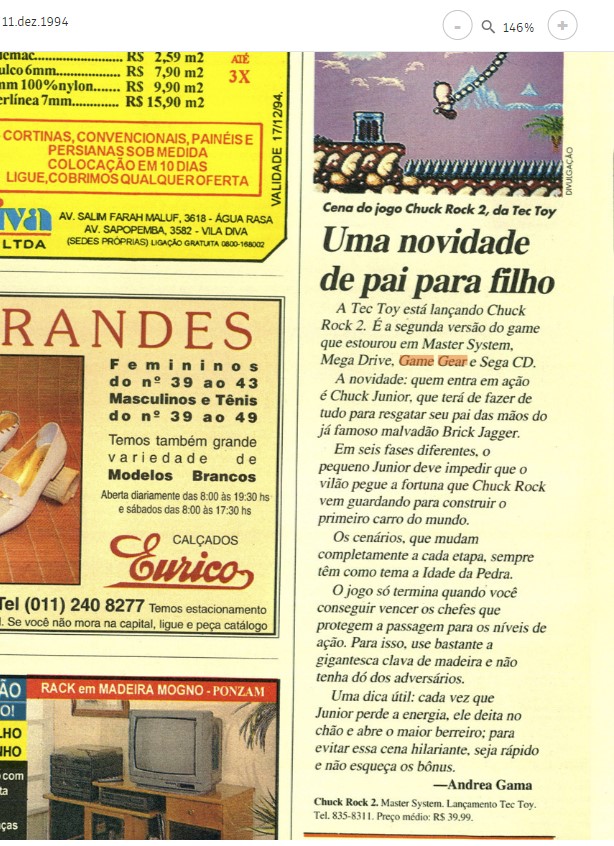 11.dez.1994
146%
R$ 2,59 m2
6mm R$ 7,90 m2
100%nylon R$ 9,90 m2
7mm R$ 15,90 m2
ATÉ
3X
CORTINAS, CONVENCIONAIS, PAINÉIS E
PERSIANAS SOB MEDIDA
COLOCAÇÃO EM 10 DIAS
LIGUE, COBRIMOS QUALQUER OFERTA
VALIDADE 17/12/94.
LTDA
AV. SALIM FARAH MALUF, 3618 - ÁGUA RASA
AV. SAPOPEMBA, 3582 - VILA DIVA
(SEDES PRÓPRIAS) LIGAÇÃO GRATUITA 0800-168002
RANDES
Femininos
do nº 39 ao 43
Masculinos e Tênis
do nº 39 ao 49
Temos também grande
variedade de
Modelos Brancos
Aberta diariamente das 8:00 às 19:30 hs
e sábados das 8:00 às 17:30 hs
CALÇADOS
Eurico
Tel (011) 240 8277 Temos estacionamento
. Se você não mora na capital, ligue e peça catálogo
ÃO
O!
LHO
NHO
com
ta
ças
RACK em MADEIRA MOGNO - PONZAM
DIVULGAÇÃO
Cena do jogo Chuck Rock 2, da Tec Toy
Uma novidade
de pai para filho
A Tec Toy está lançando Chuck
Rock 2. É a segunda versão do game
que estourou em Master System,
Mega Drive, Game Gear e Sega CD.
A novidade: quem entra em ação
é Chuck Junior, que terá de fazer de
tudo para resgatar seu pai das mãos do
já famoso malvadão Brick Jagger.
Em seis fases diferentes, o
pequeno Junior deve impedir que o
vilão pegue a fortuna que Chuck Rock
vem guardando para construir o
primeiro carro do mundo.
Os cenários, que mudam
completamente a cada etapa, sempre
têm como tema a Idade da Pedra.
O jogo só termina quando você
conseguir vencer os chefes que
protegem a passagem para os níveis de
ação. Para isso, use bastante a
gigantesca clava de madeira e não
tenha dó dos adversários.
Uma dica útil: cada vez que
Junior perde a energia, ele deita no
chão e abre o maior berreiro; para
evitar essa cena hilariante, seja rápido
e não esqueça os bônus.
—Andrea Gama
Chuck Rock 2. Master System. Lançamento Tec Toy.
Tel. 835-8311. Preço médio: R$ 39,99.